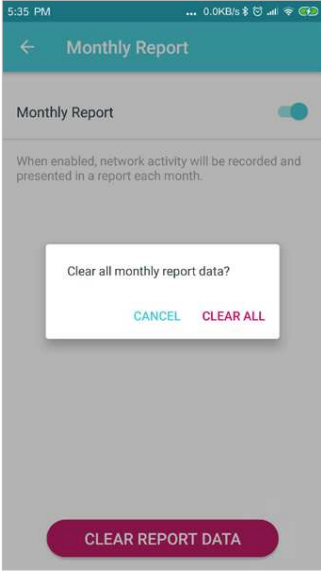 5:35 PM ... 0.0KB/s
Monthly Report
Monthly Report
When enabled, network activity will be recorded and
presented in a report each month.
Clear all monthly report data?
CANCEL CLEAR ALL
CLEAR REPORT DATA